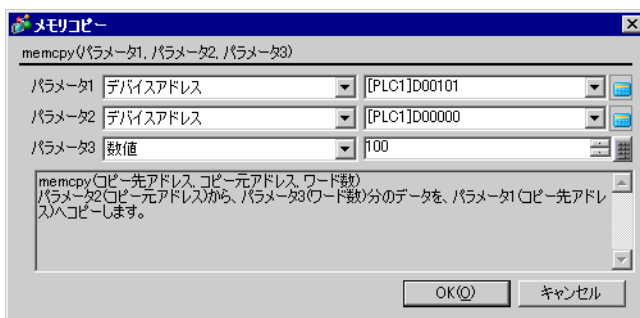 メモリコピー
memcpy(パラメータ1, パラメータ2, パラメータ3)
パラメータ1 デバイスアドレス [PLC1]D00101
パラメータ2 デバイスアドレス [PLC1]D00000
パラメータ3 数値 100
memcpy(コピー先アドレス, コピー元アドレス, ワード数)
パラメータ2(コピー元アドレス)から、パラメータ3(ワード数)分のデータを、パラメータ1(コピー先アドレ
ス)へコピーします。
OK(O) キャンセル